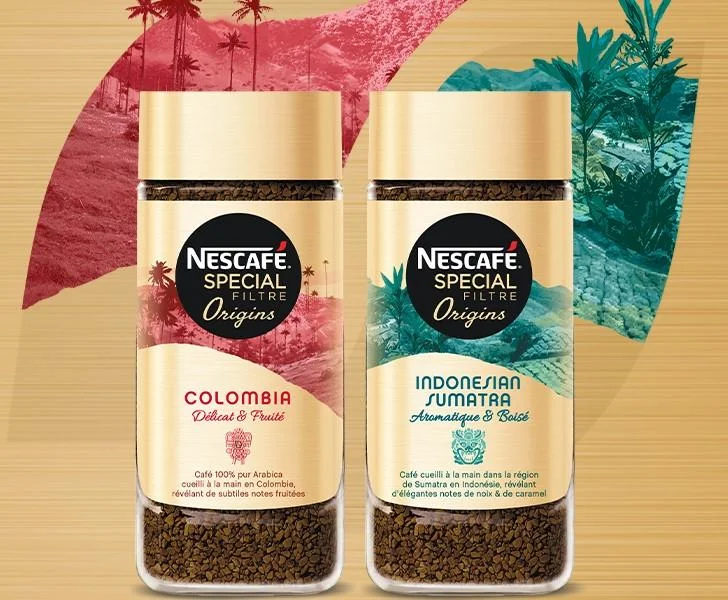 NESCAFÉ®
SPECIAL
FILTRE
Origins
COLOMBIA
Délicat & Fruité
Café 100% pur Arabica
cueilli à la main en Colombie,
révélant de subtiles notes fruitées
NESCAFÉ®
SPECIAL
FILTRE
Origins
INDONESIAN
SUMATRA
Aromatique & Boisé
Café cueilli à la main dans la région
de Sumatra en Indonésie, révélant
d'élégantes notes de noix & de caramel